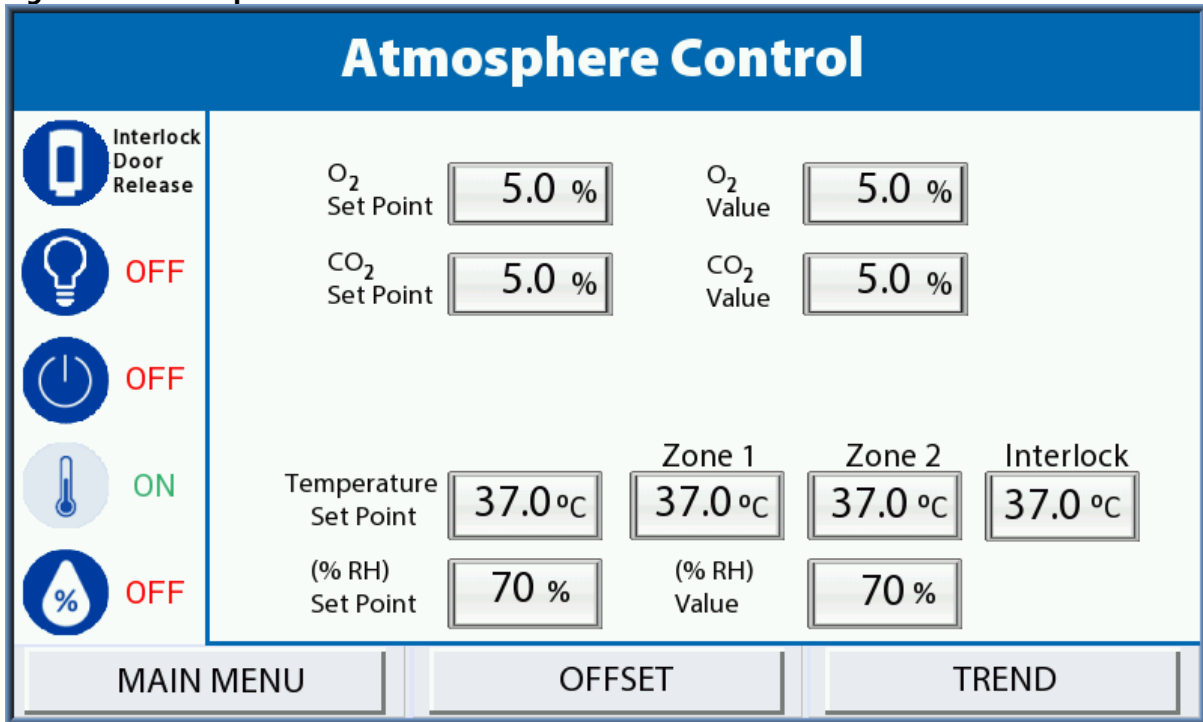 Atmosphere Control
Interlock
Door
Release
OFF
OFF
ON
%
OFF
O₂
Set Point
5.0 %
O₂
Value
5.0 %
CO₂
Set Point
5.0 %
CO₂
Value
5.0 %
Temperature
Set Point
37.0 ºC
Zone 1
37.0 ºC
Zone 2
37.0 ºC
Interlock
37.0 ºC
(% RH)
Set Point
70 %
(% RH)
Value
70 %
MAIN MENU
OFFSET
TREND